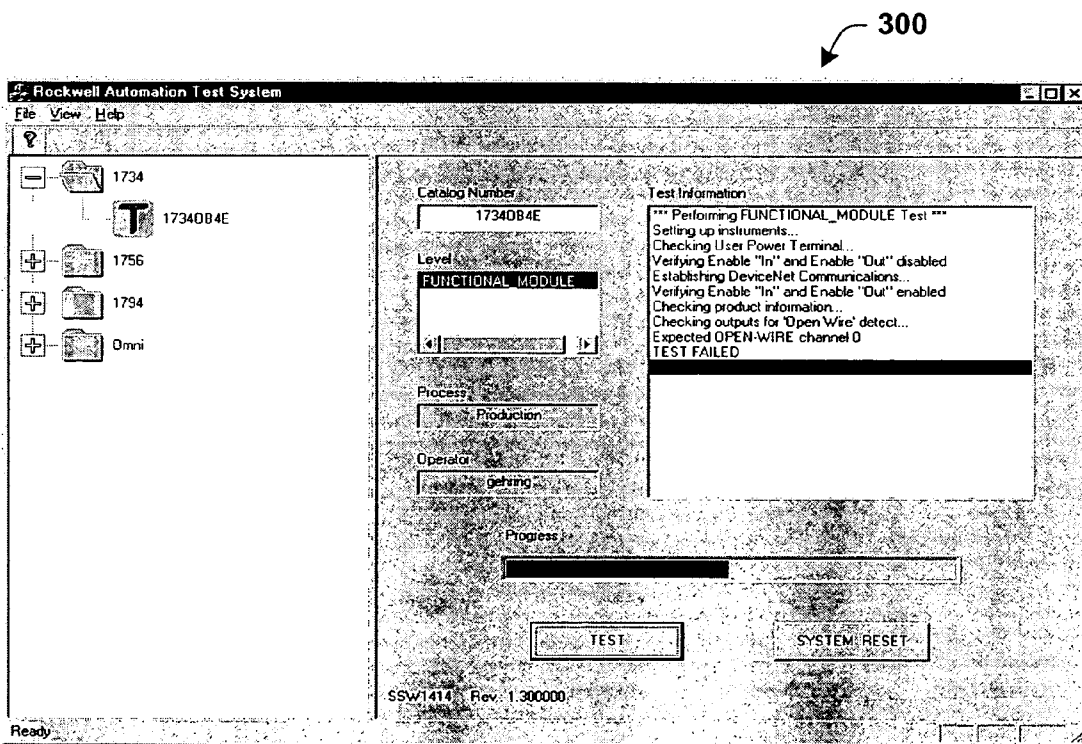 300
Rockwell Automation Test System
File View Help
?
1734
1734OB4E
1756
1794
Omni
Catalog Number
1734OB4E
Level
FUNCTIONAL_MODULE
Process
Production
Operator
gehring
Test Information
*** Performing FUNCTIONAL_MODULE Test ***
Setting up instruments...
Checking User Power Terminal...
Verifying Enable "In" and Enable "Out" disabled
Establishing DeviceNet Communications...
Verifying Enable "In" and Enable "Out" enabled
Checking product information...
Checking outputs for 'Open Wire' detect...
Expected OPEN-WIRE channel 0
TEST FAILED
Progress
TEST
SYSTEM RESET
SSW1414 Rev. 1.300000
Ready